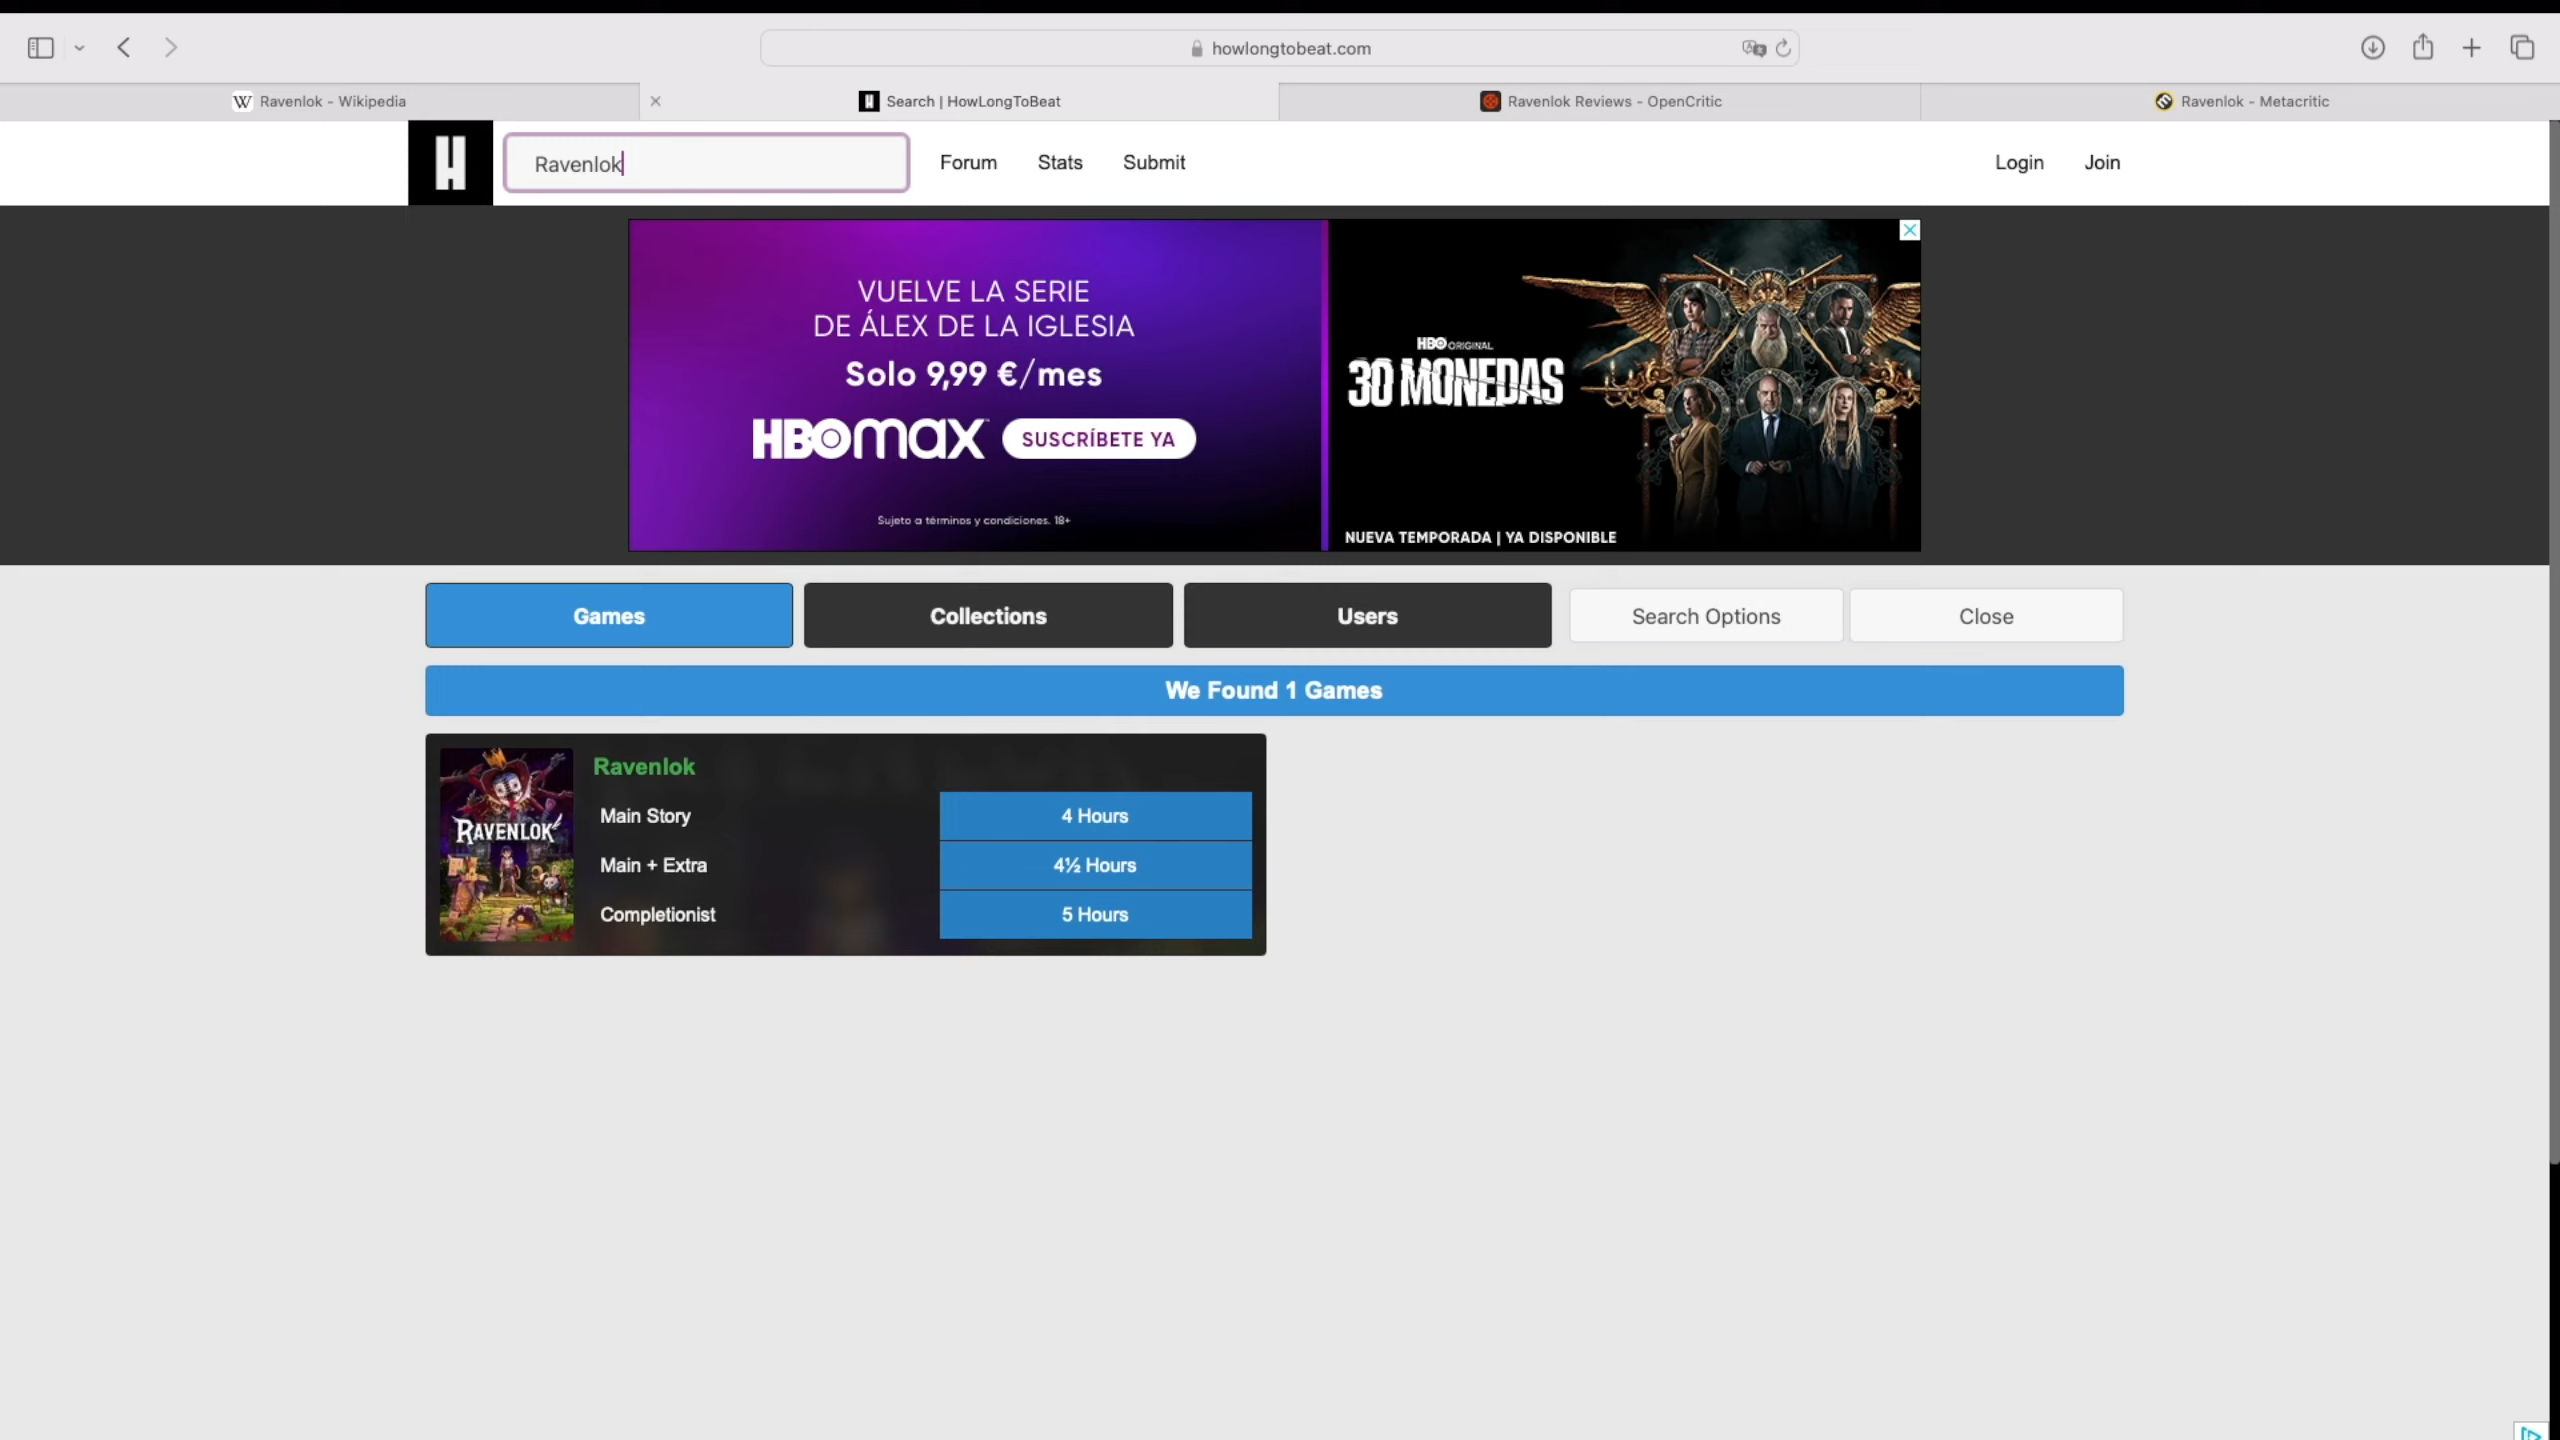 howlongtobeat.com
Ravenlok - Wikipedia
Search | HowLongToBeat
Ravenlok Reviews - OpenCritic
Ravenlok - Metacritic
H
Ravenlok
Forum
Stats
Submit
Login
Join
VUELVE LA SERIE
DE ÁLEX DE LA IGLESIA
Solo 9,99 €/mes
HBOmax
SUSCRÍBETE YA
Sujeto a términos y condiciones. 18+
HBO ORIGINAL
30 MONEDAS
NUEVA TEMPORADA | YA DISPONIBLE
Games
Collections
Users
Search Options
Close
We Found 1 Games
RAVENLOK
Ravenlok
Main Story
4 Hours
Main + Extra
4½ Hours
Completionist
5 Hours